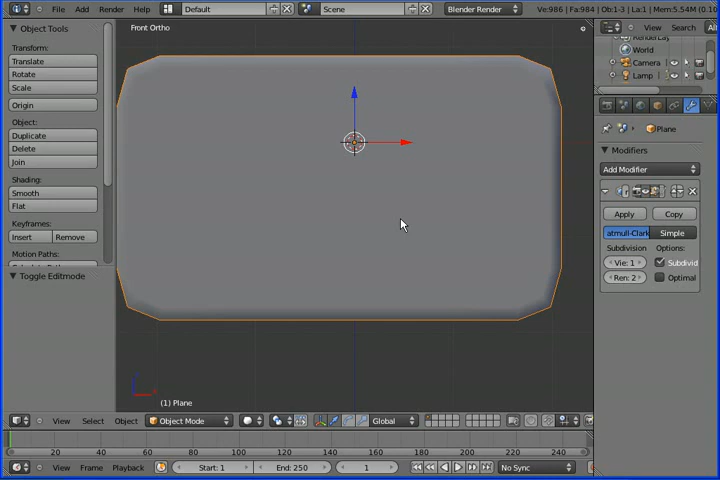 File Add Render Help Default Scene Blender Render Ve:986 | Fa:984 | Ob:1-3 | La:1 | Mem:5.54M (0.1
Object Tools
Transform:
Translate
Rotate
Scale
Origin
Object:
Duplicate
Delete
Join
Shading:
Smooth
Flat
Keyframes:
Insert Remove
Motion Paths:
Toggle Editmode
Front Ortho
(1) Plane
View Search
World
Camera
Lamp
Plane
Modifiers
Add Modifier
Apply Copy
atmull-Clark Simple
Subdivision Options:
Vie: 1 Subdivid
Ren: 2 Optimal
View Select Object Object Mode Global
20 40 60 80 100 120 140 160 180 200 220 240
View Frame Playback Start: 1 End: 250 1 No Sync